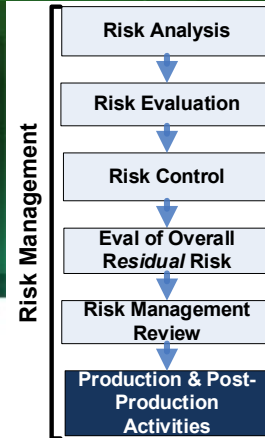 Risk Management
Risk Analysis
Risk Evaluation
Risk Control
Eval of Overall
Residual Risk
Risk Management
Review
Production & Post-
Production
Activities